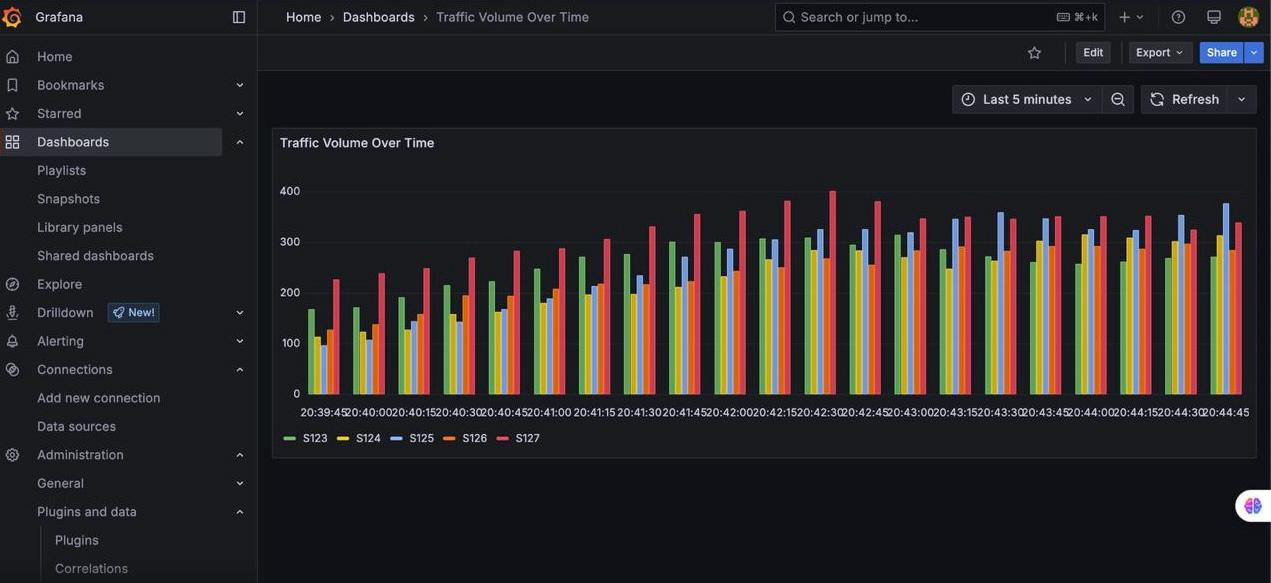 Grafana
Home › Dashboards › Traffic Volume Over Time
Search or jump to... ⌘+k
Edit Export Share
Last 5 minutes Refresh
Home
Bookmarks
Starred
Dashboards
Playlists
Snapshots
Library panels
Shared dashboards
Explore
Drilldown New!
Alerting
Connections
Add new connection
Data sources
Administration
General
Plugins and data
Plugins
Correlations
Traffic Volume Over Time
400
300
200
100
0
20:39:45 20:40:00 20:40:15 20:40:30 20:40:45 20:41:00 20:41:15 20:41:30 20:41:45 20:42:00 20:42:15 20:42:30 20:42:45 20:43:00 20:43:15 20:43:30 20:43:45 20:44:00 20:44:15 20:44:30 20:44:45
S123 S124 S125 S126 S127